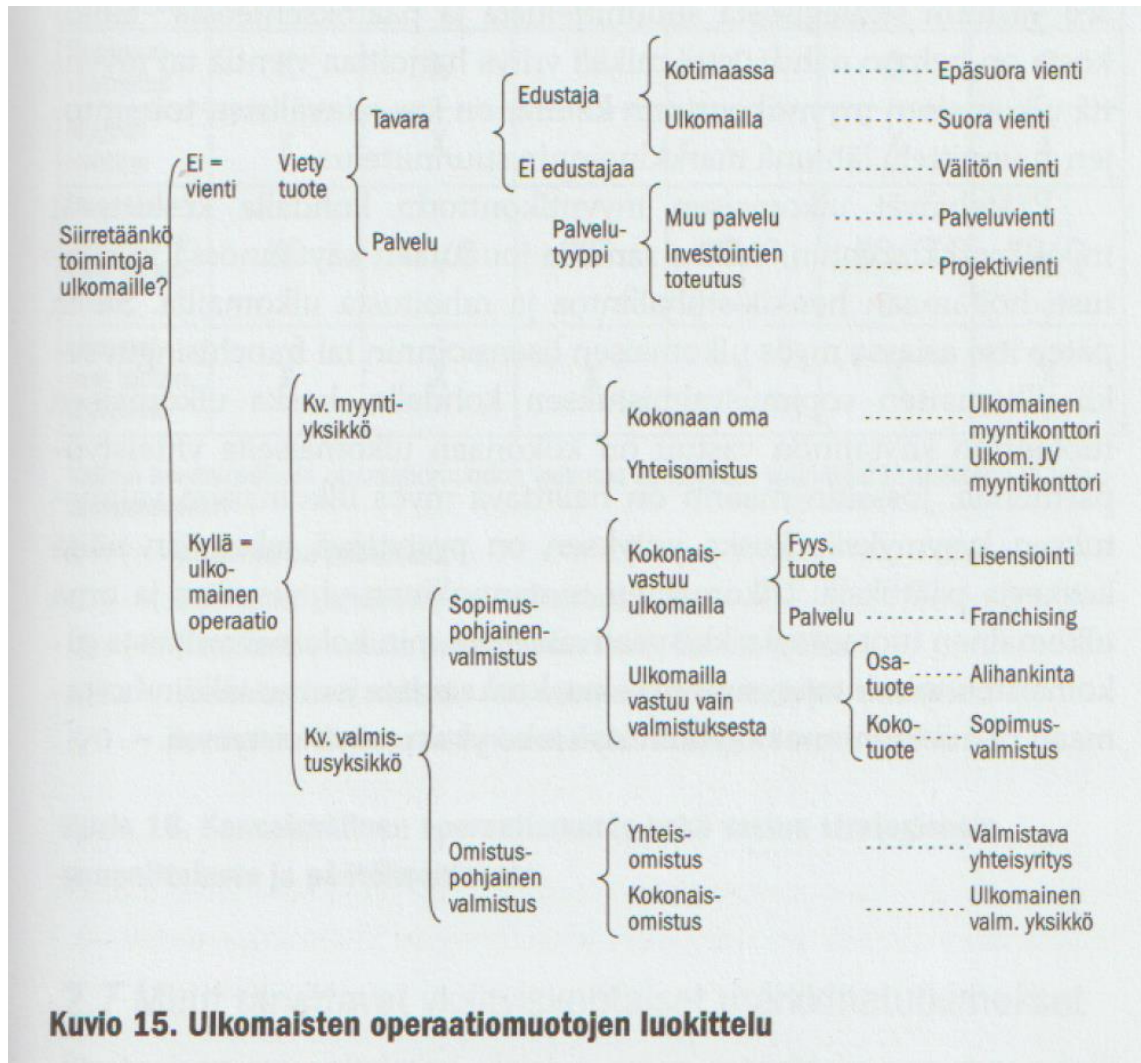 Kotimaassa ........... Epäsuora vienti
Edustaja
Tavara
Ulkomailla ........... Suora vienti
Ei =
vienti
Viety
tuote
Ei edustajaa ........... Välitön vienti
Siirretäänkö
toimintoja
ulkomaille?
Palvelu
Palvelu-
tyyppi
Muu palvelu ........... Palveluvienti
Investointien
toteutus ........... Projektivienti
Kv. myynti-
yksikkö
Kokonaan oma ........... Ulkomainen
myyntikonttori
Yhteisomistus ........... Ulkom. JV
myyntikonttori
Kyllä =
ulko-
mainen
operaatio
Sopimus-
pohjainen-
valmistus
Kokonais-
vastuu
ulkomailla
Fyys.
tuote ........... Lisensiointi
Palvelu ........... Franchising
Ulkomailla
vastuu vain
valmistuksesta
Osa-
tuote ........... Alihankinta
Koko-
tuote ........... Sopimus-
valmistus
Kv. valmis-
tusyksikkö
Omistus-
pohjainen
valmistus
Yhteis-
omistus ........... Valmistava
yhteisyritys
Kokonais-
omistus ........... Ulkomainen
valm. yksikkö
Kuvio 15. Ulkomaisten operaatiomuotojen luokittelu